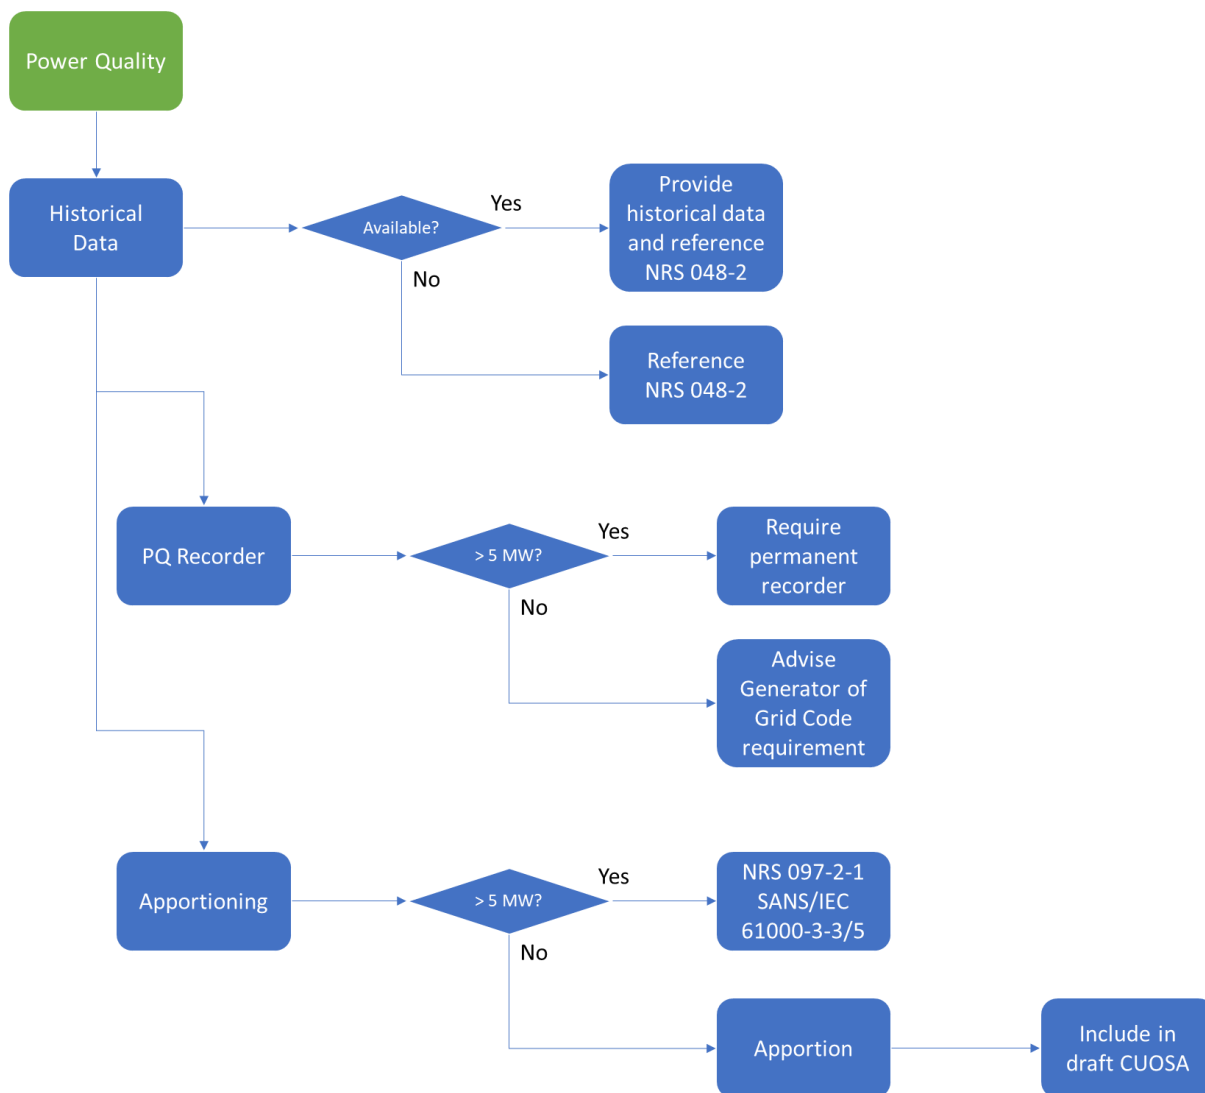 Power Quality
Historical
Data
Available?
Yes
No
Provide
historical data
and reference
NRS 048-2
Reference
NRS 048-2
PQ Recorder
> 5 MW?
Yes
No
Require
permanent
recorder
Advise
Generator of
Grid Code
requirement
Apportioning
> 5 MW?
Yes
No
NRS 097-2-1
SANS/IEC
61000-3-3/5
Apportion
Include in
draft CUOSA